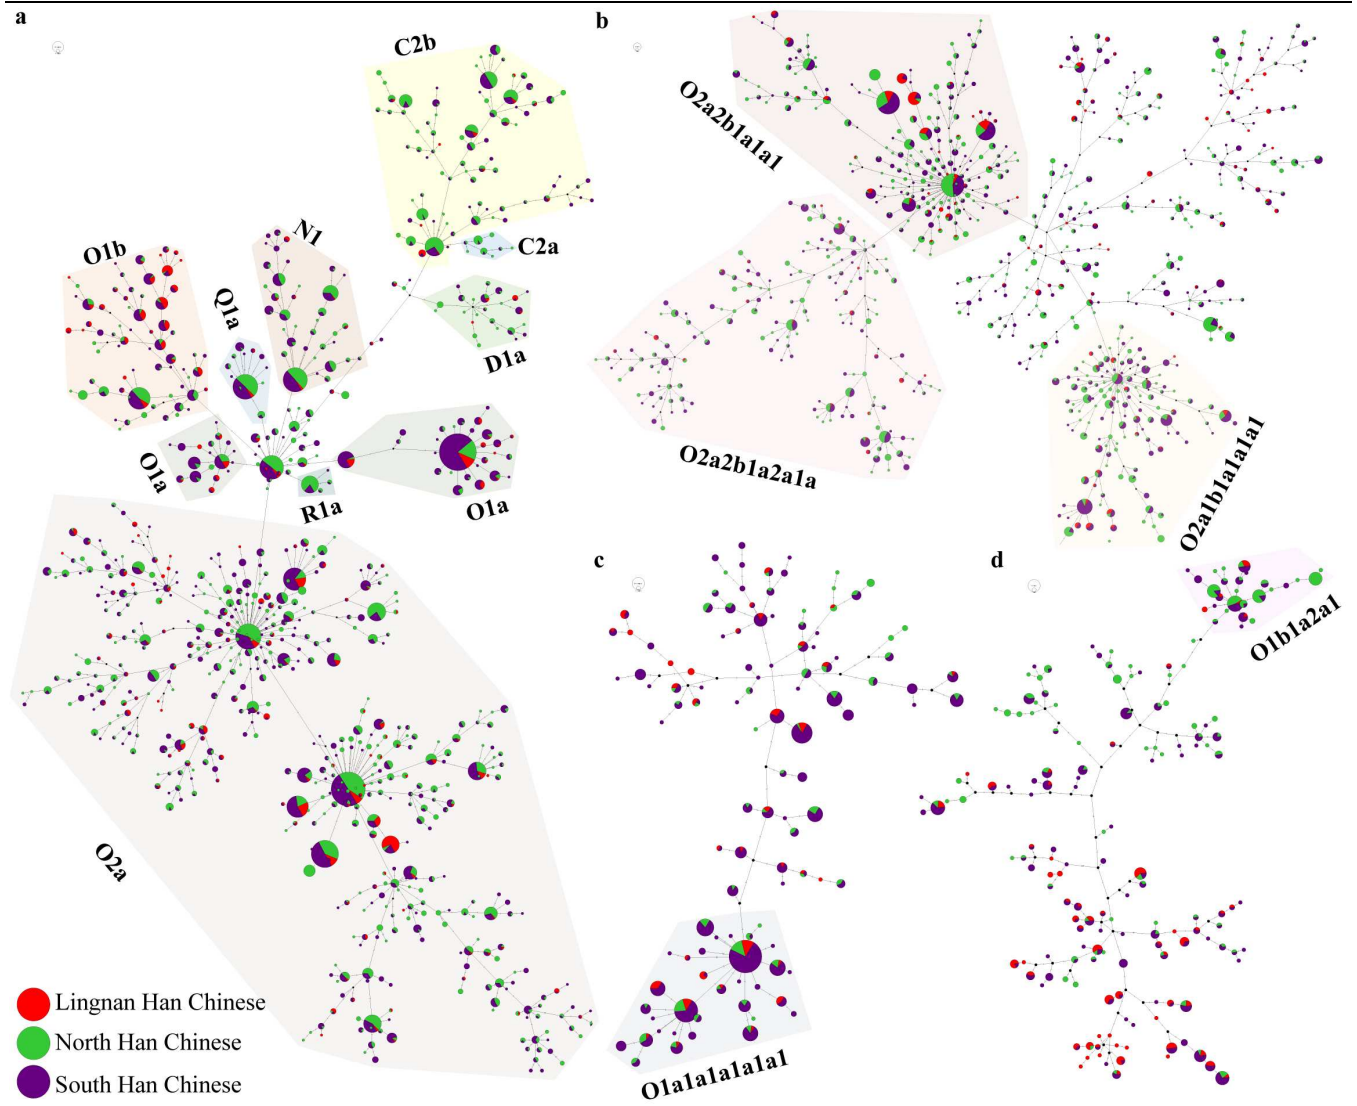 a
b
C2b
O2a2b1a1a1
N1
O1b
C2a
Q1a
D1a
O1a
R1a
O1a
O2a2b1a2a1a
O2a1b1a1a1a1
c
d
O1b1a2a1
O2a
Lingnan Han Chinese
North Han Chinese
South Han Chinese
O1a1a1a1a1a1